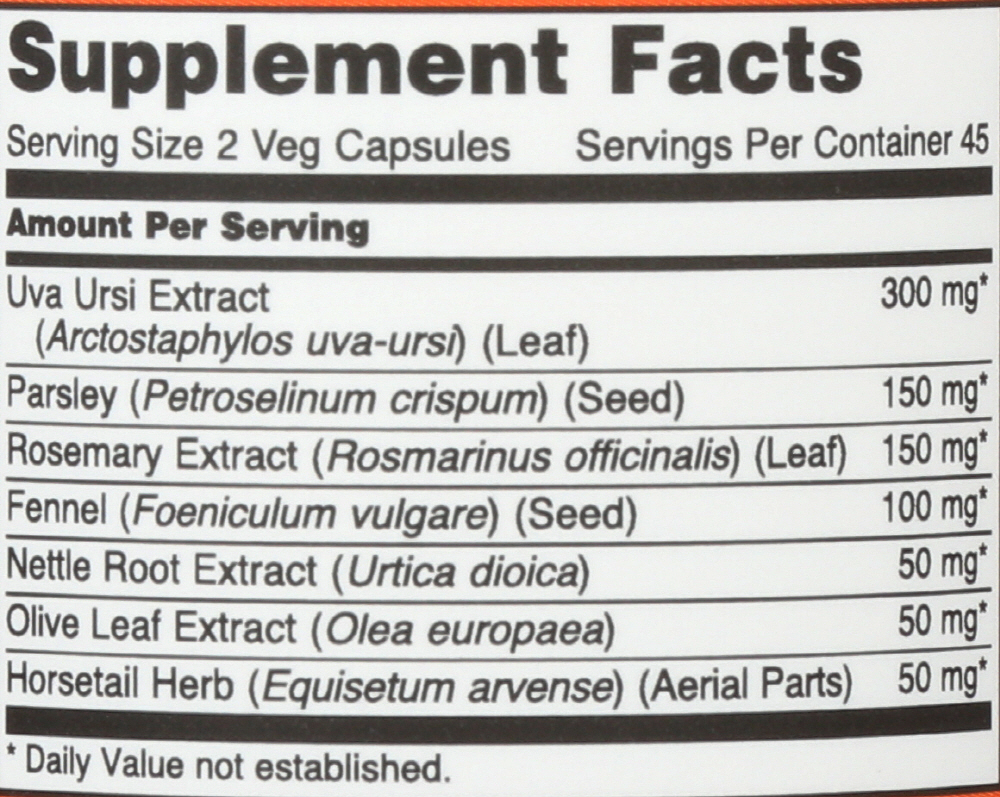 Supplement Facts
Serving Size 2 Veg Capsules Servings Per Container 45
Amount Per Serving
Uva Ursi Extract 300 mg*
(Arctostaphylos uva-ursi) (Leaf)
Parsley (Petroselinum crispum) (Seed) 150 mg*
Rosemary Extract (Rosmarinus officinalis) (Leaf) 150 mg*
Fennel (Foeniculum vulgare) (Seed) 100 mg*
Nettle Root Extract (Urtica dioica) 50 mg*
Olive Leaf Extract (Olea europaea) 50 mg*
Horsetail Herb (Equisetum arvense) (Aerial Parts) 50 mg*
* Daily Value not established.